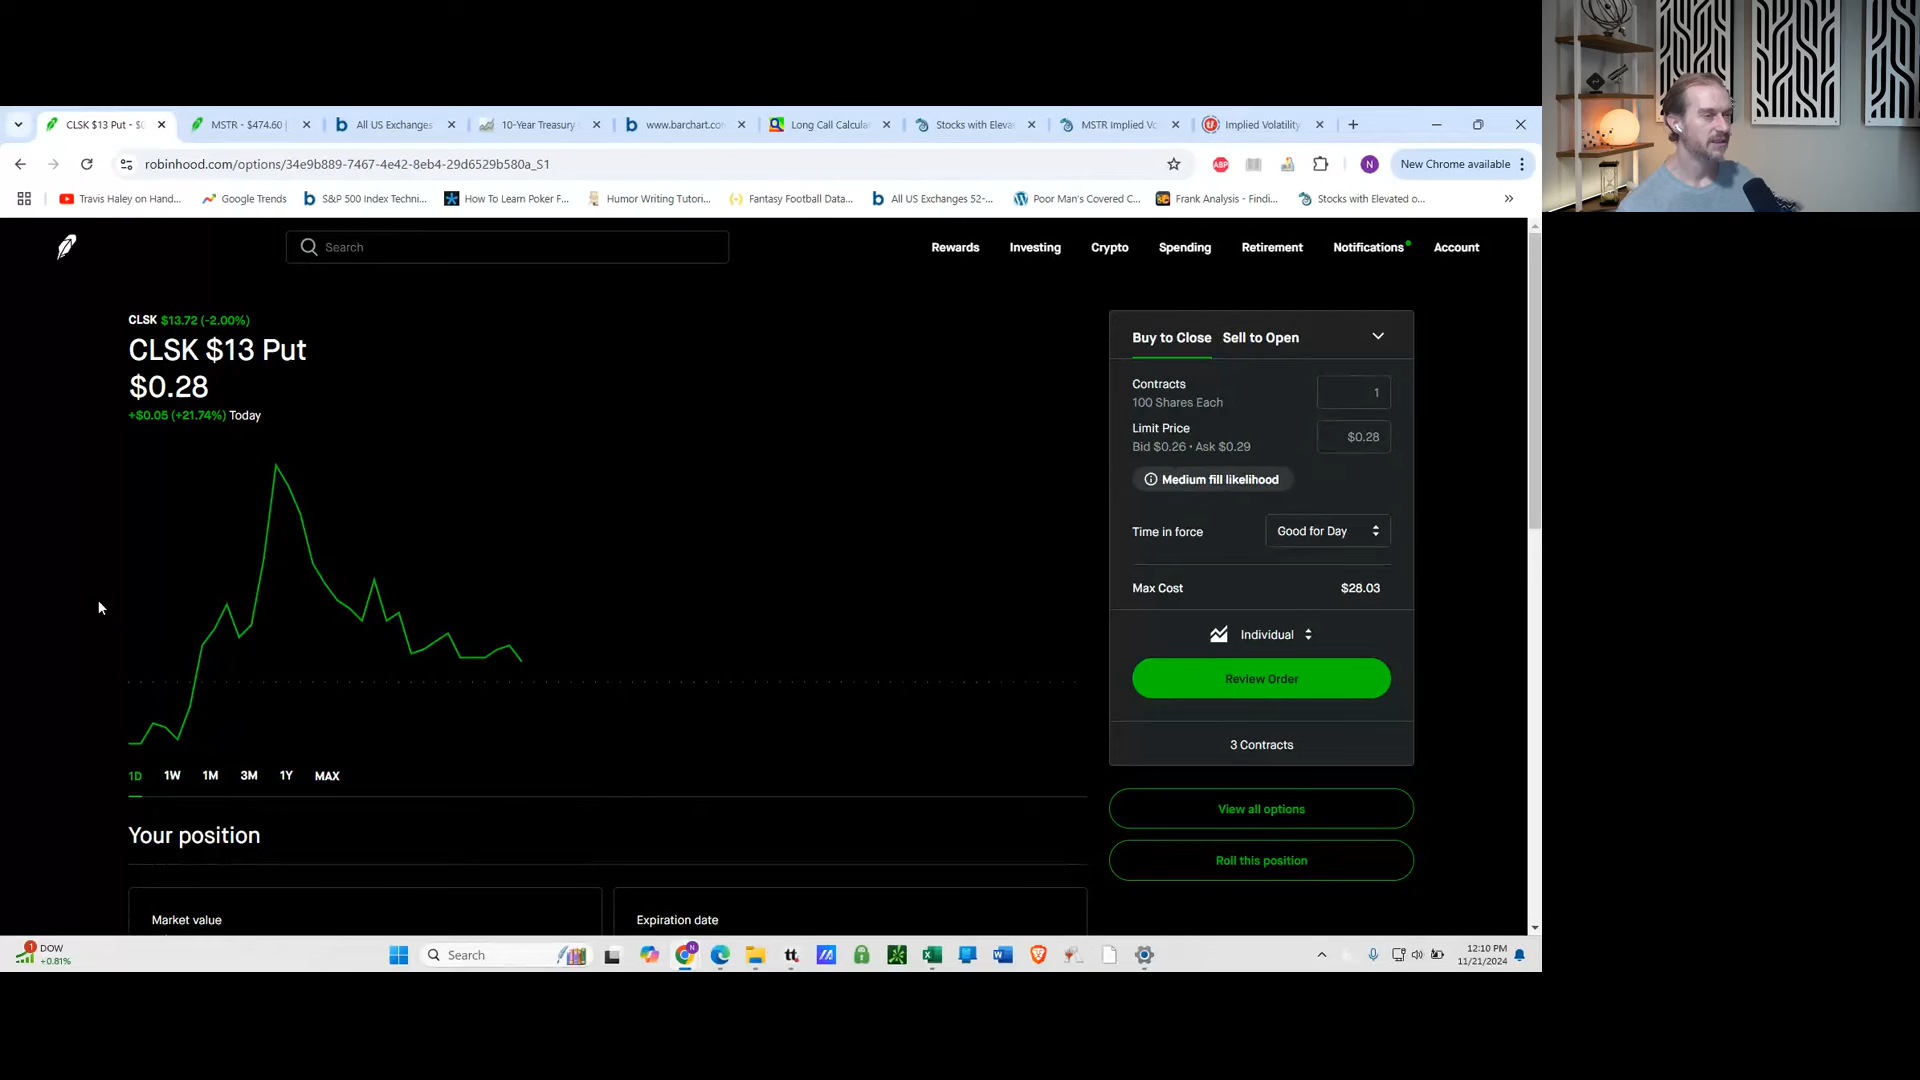 CLSK $13 Put - $0
MSTR - $474.60
All US Exchanges
10-Year Treasury
www.barchart.co
Long Call Calcula
Stocks with Eleva
MSTR Implied Vo
Implied Volatility
robinhood.com/options/34e9b889-7467-4e42-8eb4-29d6529b580a_S1
ABP
N
New Chrome available
Travis Haley on Hand...
Google Trends
S&P 500 Index Techni...
How To Learn Poker F...
Humor Writing Tutori...
Fantasy Football Data...
All US Exchanges 52-...
Poor Man's Covered C...
Frank Analysis - Findi...
Stocks with Elevated o...
Search
Rewards
Investing
Crypto
Spending
Retirement
Notifications
Account
CLSK $13.72 (-2.00%)
CLSK $13 Put
$0.28
+$0.05 (+21.74%) Today
1D
1W
1M
3M
1Y
MAX
Your position
Market value
Expiration date
Buy to Close
Sell to Open
Contracts
100 Shares Each
1
Limit Price
Bid $0.26 • Ask $0.29
$0.28
Medium fill likelihood
Time in force
Good for Day
Max Cost
$28.03
Individual
Review Order
3 Contracts
View all options
Roll this position
1
DOW
+0.81%
Search
N
tt
12:10 PM
11/21/2024